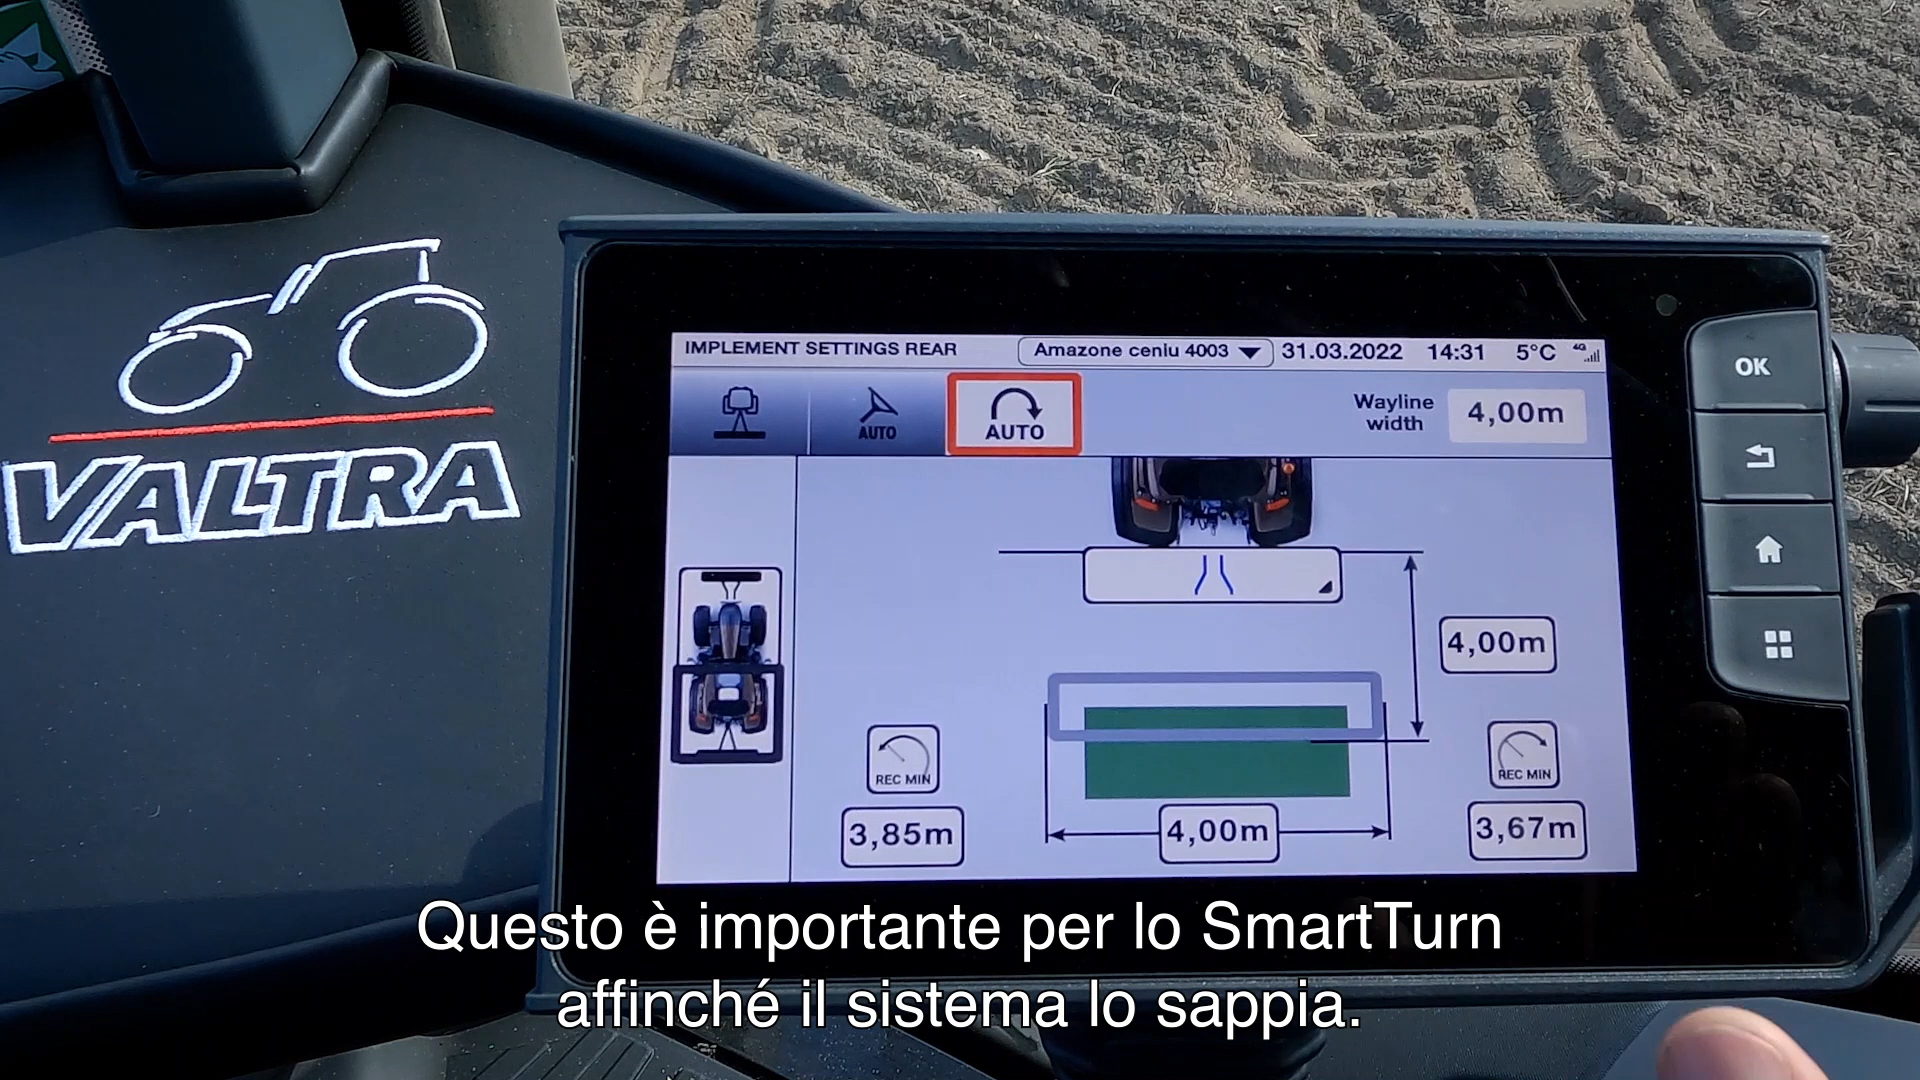 VALTRA
IMPLEMENT SETTINGS REAR
Amazone ceniu 4003
31.03.2022 14:31 5°C 4G
AUTO
AUTO
Wayline
width
4,00m
4,00m
REC MIN
REC MIN
3,85m
4,00m
3,67m
OK
Questo è importante per lo SmartTurn
affinché il sistema lo sappia.